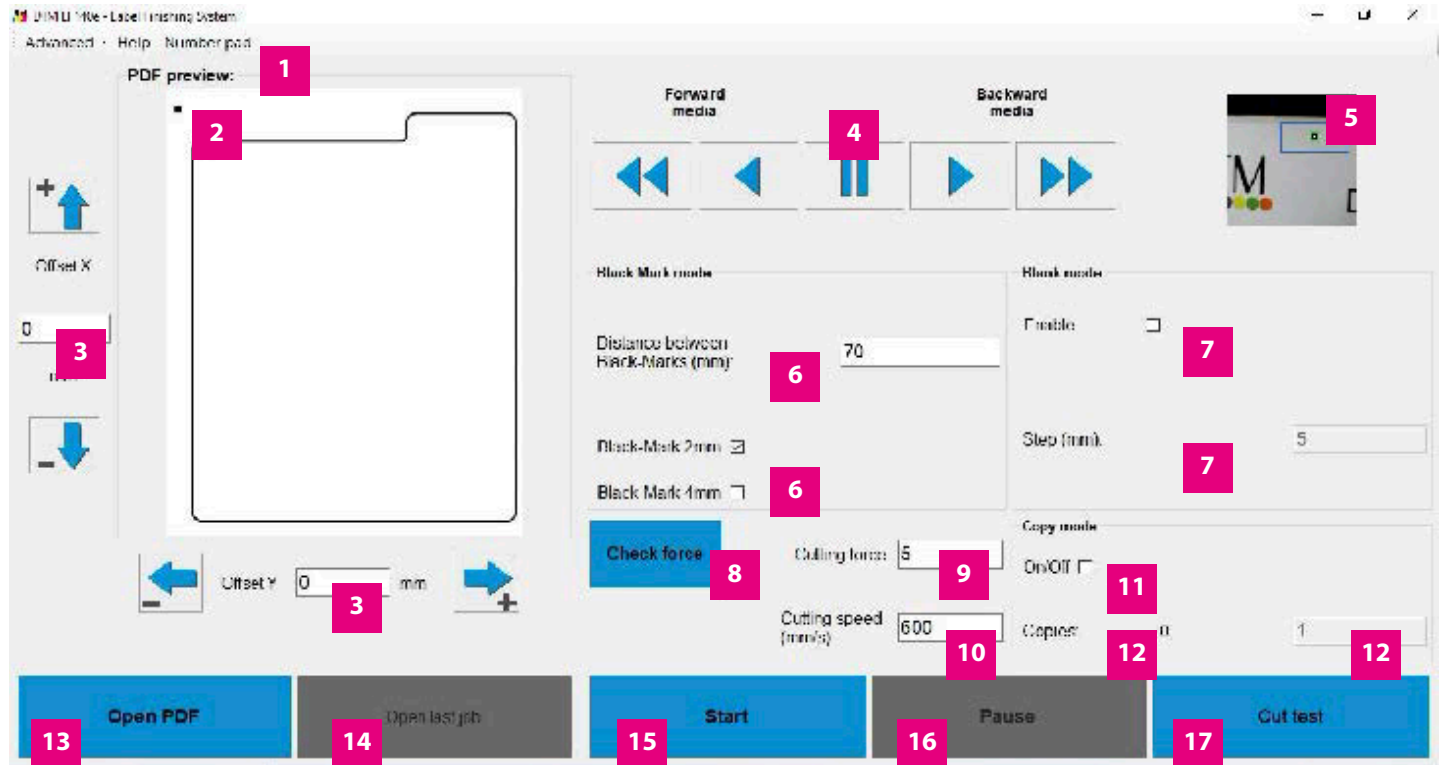 Label Finishing System
Advanced Help Number pad
1
PDF preview:
2
Forward media
Backward media
4
5
TM
D
Offset X
0
3
Black Mark mode
Blank mode
Distance between
Black-Marks (mm):
70
6
Enable
7
Black-Mark 2mm
Step (mm):
5
7
Black Mark 4mm
6
Copy mode
Check force
8
Cutting force
5
9
On/Off
11
Offset Y
0
mm
3
Cutting speed
(mm/s)
600
10
Copies:
12
0
1
12
Open PDF
13
Open last job
14
Start
15
Pause
16
Cut test
17